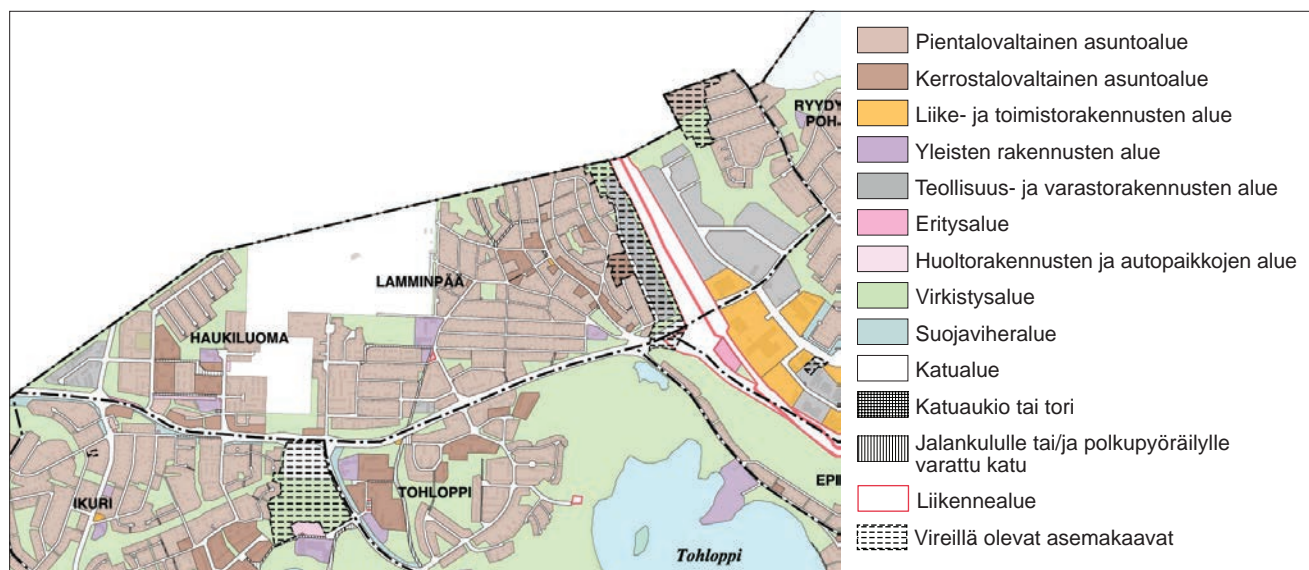 RYYDY
POHJ
LAMMINPÄÄ
HAUKILUOMA
IKURI
TOHLOPPI
EPI
Tohloppi
Pientalovaltainen asuntoalue
Kerrostalovaltainen asuntoalue
Liike- ja toimistorakennusten alue
Yleisten rakennusten alue
Teollisuus- ja varastorakennusten alue
Eritysalue
Huoltorakennusten ja autopaikkojen alue
Virkistysalue
Suojaviheralue
Katualue
Katuaukio tai tori
Jalankululle tai/ja polkupyöräilylle
varattu katu
Liikennealue
Vireillä olevat asemakaavat